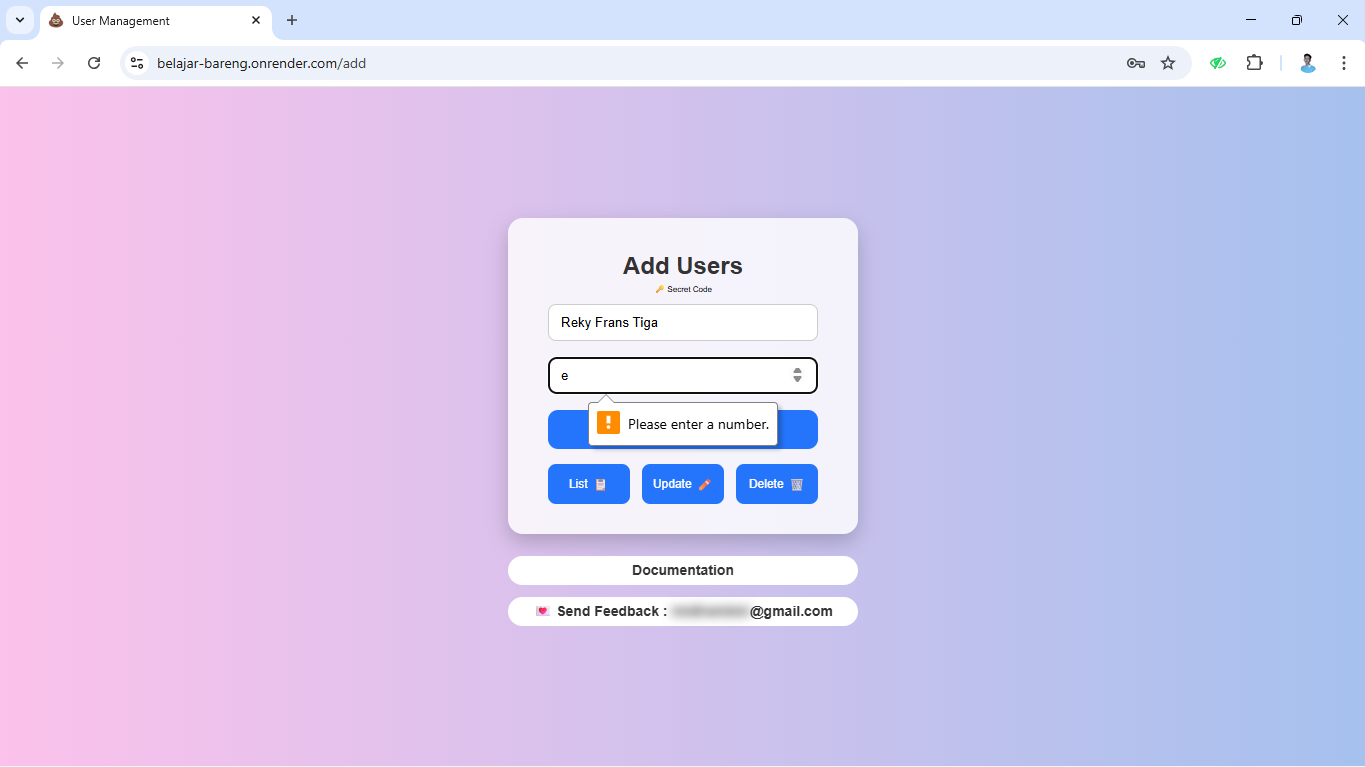 User Management
belajar-bareng.onrender.com/add
Add Users
Secret Code
Reky Frans Tiga
e
Please enter a number.
List
Update
Delete
Documentation
Send Feedback : @gmail.com